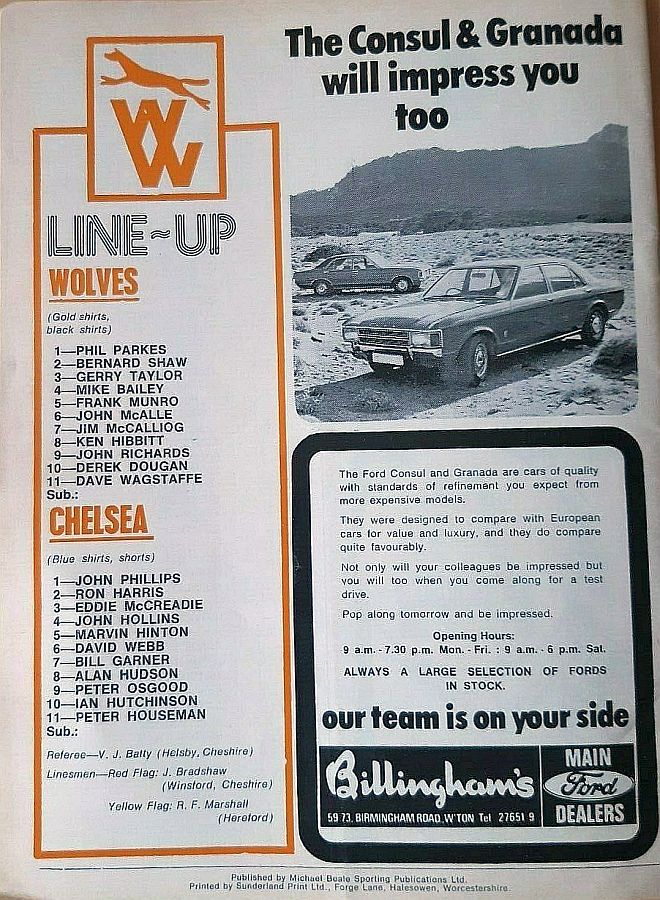 WW
LINE-UP
WOLVES
(Gold shirts,
black shirts)
1—PHIL PARKES
2—BERNARD SHAW
3—GERRY TAYLOR
4—MIKE BAILEY
5—FRANK MUNRO
6—JOHN McALLE
7—JIM McCALLIOG
8—KEN HIBBITT
9—JOHN RICHARDS
10—DEREK DOUGAN
11—DAVE WAGSTAFFE
Sub.:
CHELSEA
(Blue shirts, shorts)
1—JOHN PHILLIPS
2—RON HARRIS
3—EDDIE McCREADIE
4—JOHN HOLLINS
5—MARVIN HINTON
6—DAVID WEBB
7—BILL GARNER
8—ALAN HUDSON
9—PETER OSGOOD
10—IAN HUTCHINSON
11—PETER HOUSEMAN
Sub.:
Referee—V. J. Batty (Helsby, Cheshire)
Linesmen—Red Flag: J. Bradshaw
(Winsford, Cheshire)
Yellow Flag: R. F. Marshall
(Hereford)
The Consul & Granada
will impress you
too
The Ford Consul and Granada are cars of quality
with standards of refinement you expect from
more expensive models.
They were designed to compare with European
cars for value and luxury, and they do compare
quite favourably.
Not only will your colleagues be impressed but
you will too when you come along for a test
drive.
Pop along tomorrow and be impressed.
Opening Hours:
9 a.m. - 7.30 p.m. Mon. - Fri. : 9 a.m. - 6 p.m. Sat.
ALWAYS A LARGE SELECTION OF FORDS
IN STOCK.
our team is on your side
Billingham's
59 73, BIRMINGHAM ROAD, W'TON Tel 27651 9
MAIN
Ford
DEALERS
Published by Michael Beale Sporting Publications Ltd.
Printed by Sunderland Print Ltd., Forge Lane, Halesowen, Worcestershire.